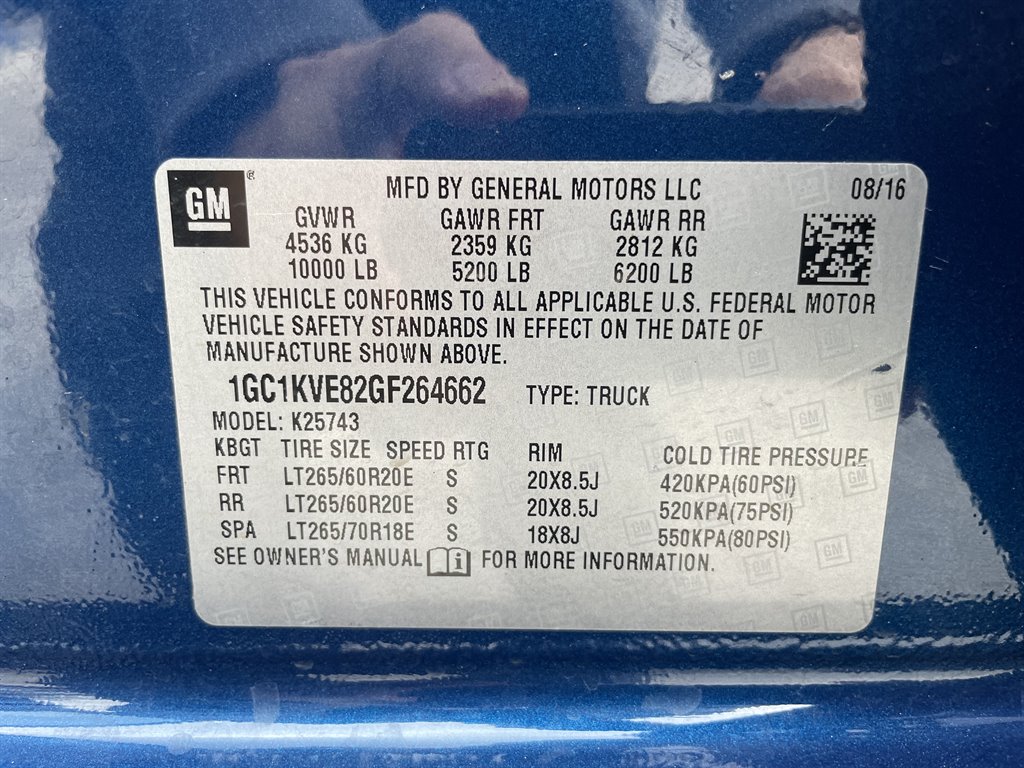 GM ® MFD BY GENERAL MOTORS LLC 08/16
GVWR GAWR FRT GAWR RR
4536 KG 2359 KG 2812 KG
10000 LB 5200 LB 6200 LB
THIS VEHICLE CONFORMS TO ALL APPLICABLE U.S. FEDERAL MOTOR
VEHICLE SAFETY STANDARDS IN EFFECT ON THE DATE OF
MANUFACTURE SHOWN ABOVE.
1GC1KVE82GF264662 TYPE: TRUCK
MODEL: K25743
KBGT TIRE SIZE SPEED RTG RIM COLD TIRE PRESSURE
FRT LT265/60R20E S 20X8.5J 420KPA(60PSI)
RR LT265/60R20E S 20X8.5J 520KPA(75PSI)
SPA LT265/70R18E S 18X8J 550KPA(80PSI)
SEE OWNER'S MANUAL i FOR MORE INFORMATION.